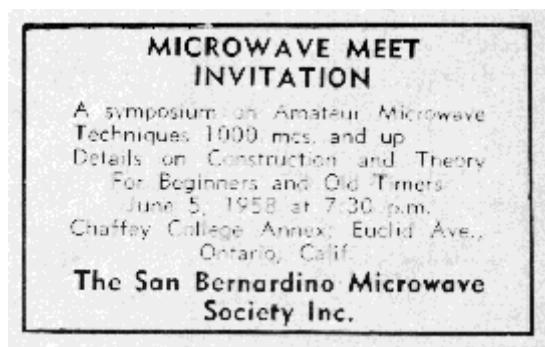 MICROWAVE MEET
INVITATION
A symposium on Amateur Microwave
Techniques 1000 mcs. and up
Details on Construction and Theory
For Beginners and Old Timers
June 5, 1958 at 7:30 p.m.
Chaffey College Annex; Euclid Ave.,
Ontario, Calif.
The San Bernardino Microwave
Society Inc.